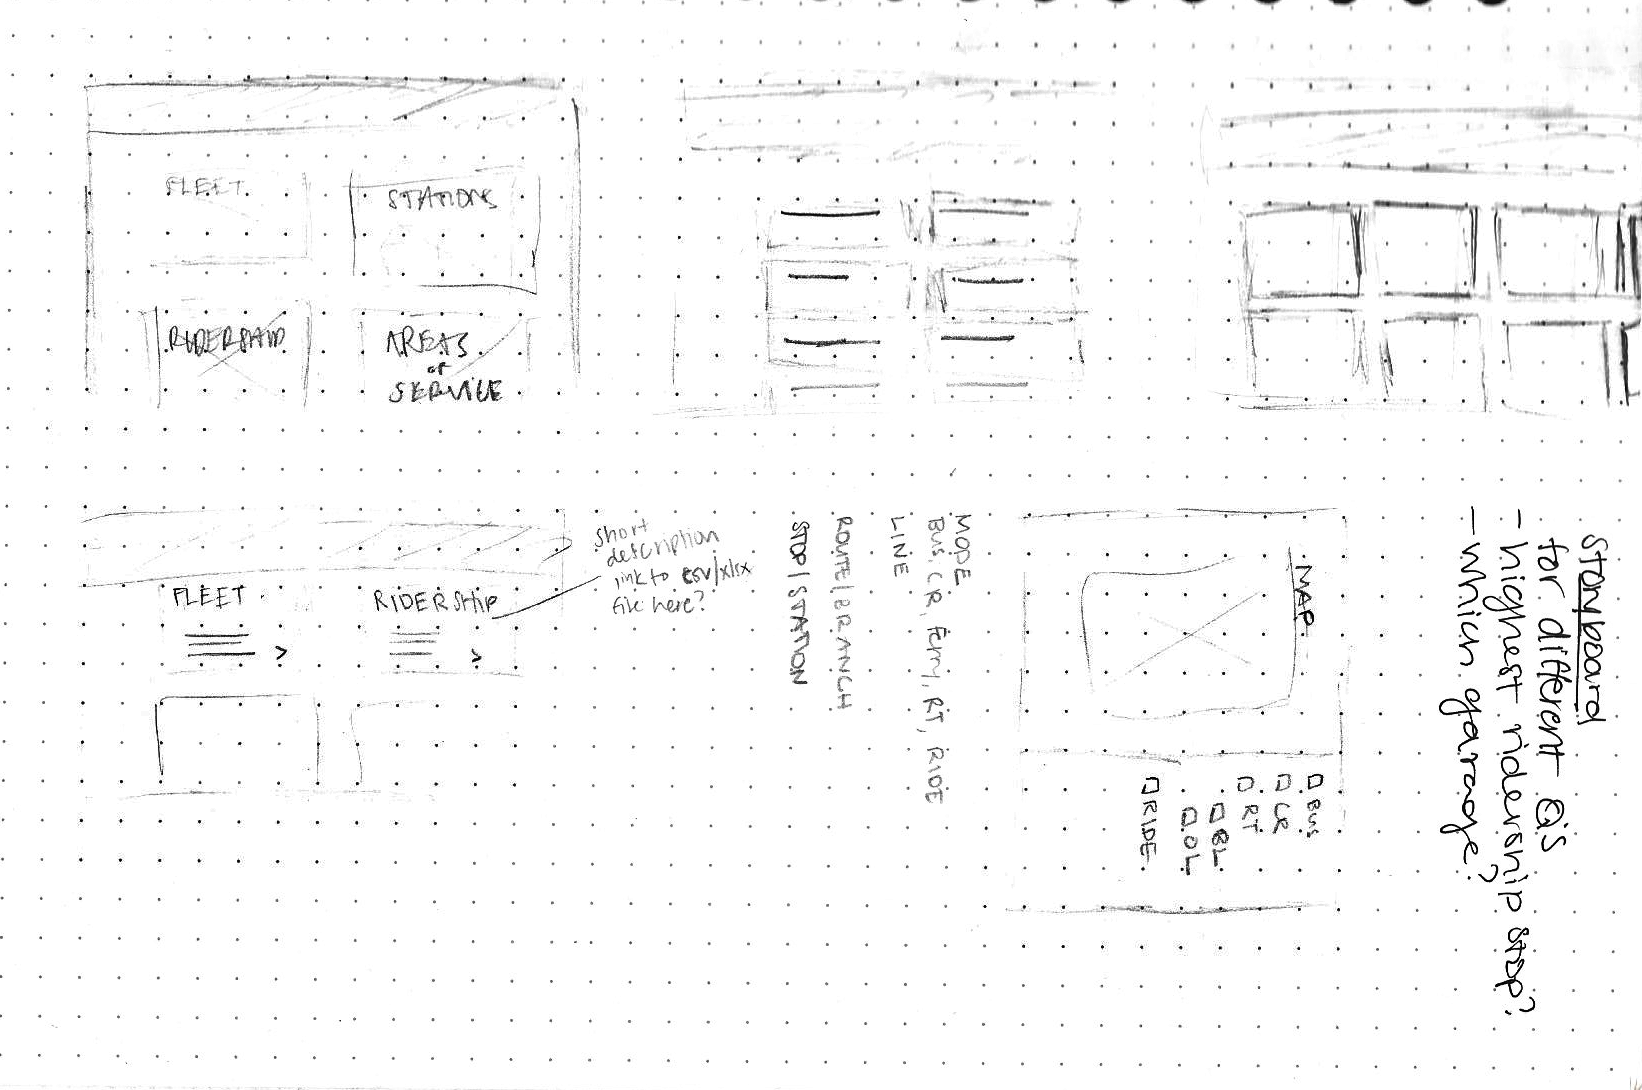 FLEET
STATIONS
RIDERSHIP
AREAS
of
SERVICE
FLEET
RIDERSHIP
short
description
link to csv/xlsx
file here?
MODE
Bus, CR, Ferry, RT, RIDE
LINE
ROUTE/BRANCH
STOP/STATION
MAP
Bus
CR
RT
BL
OL
RIDE
Storyboard
for different Q's
- highest ridership stop?
- which garage?